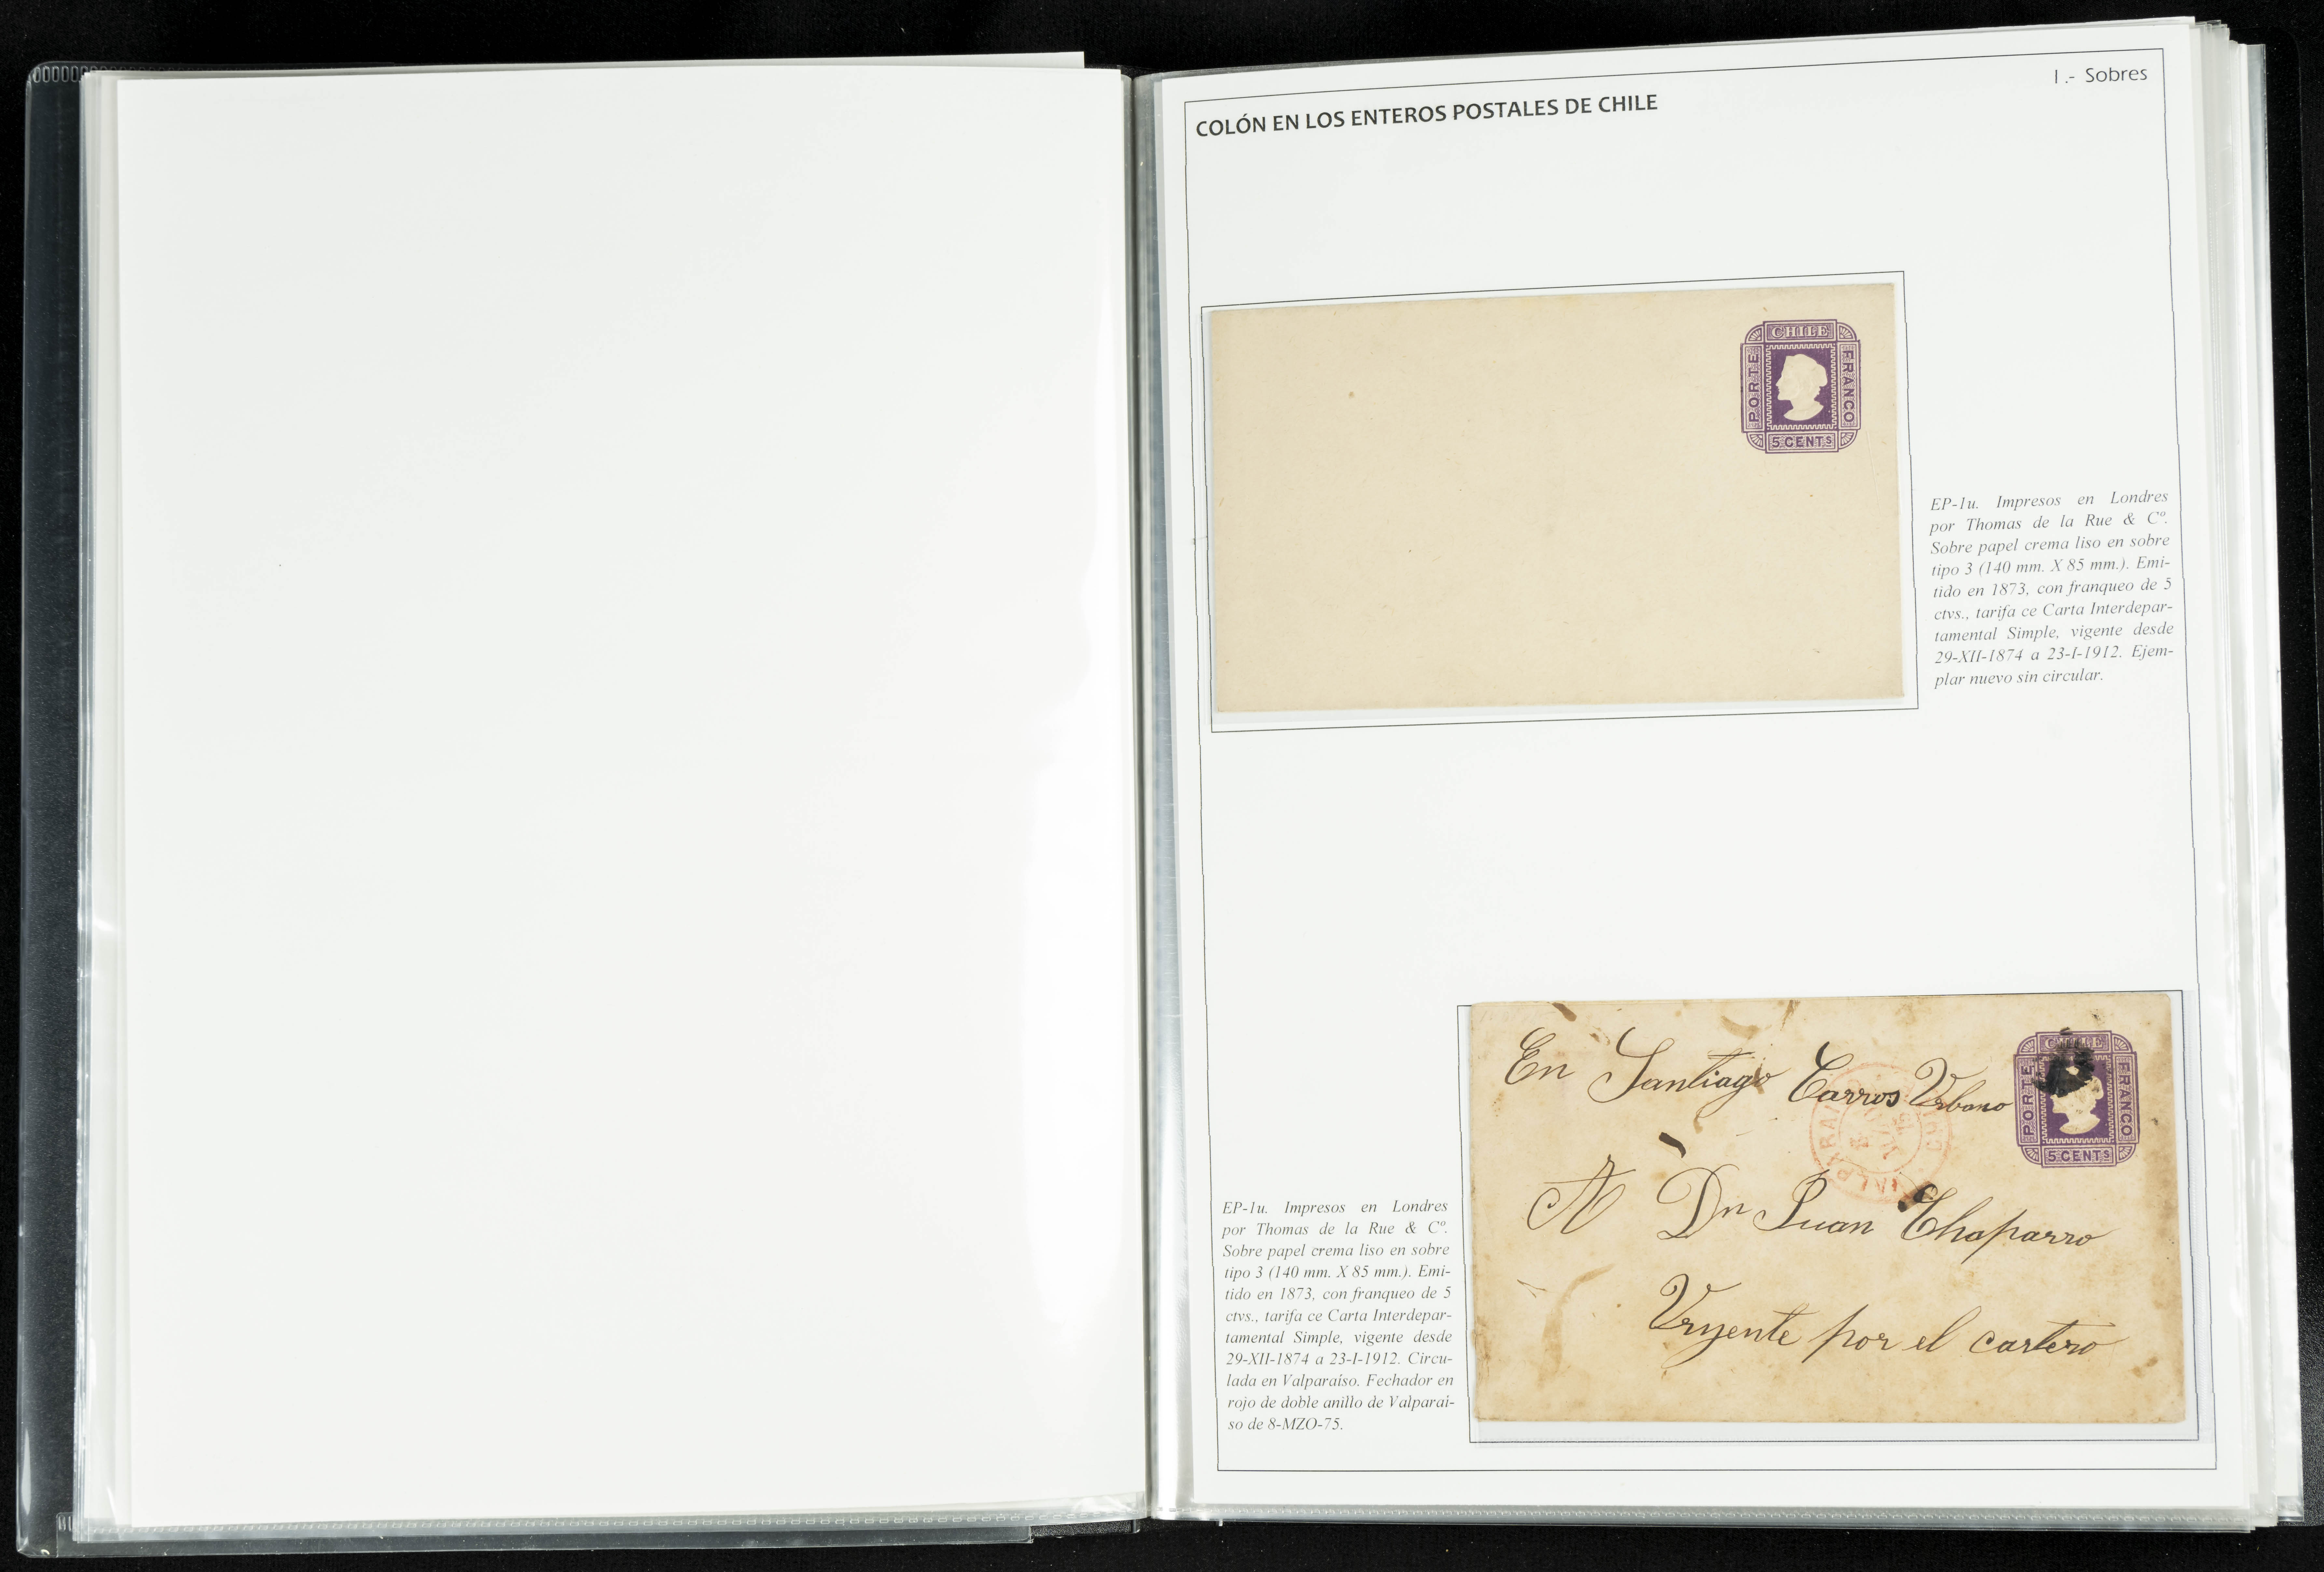 1.- Sobres
COLÓN EN LOS ENTEROS POSTALES DE CHILE
CHILE
PORTE
FRANCO
5 CENTS
EP-1u. Impresos en Londres
por Thomas de la Rue & Cº.
Sobre papel crema liso en sobre
tipo 3 (140 mm. X 85 mm.). Emi-
tido en 1873, con franqueo de 5
ctvs., tarifa ce Carta Interdepar-
tamental Simple, vigente desde
29-XII-1874 a 23-I-1912. Ejem-
plar nuevo sin circular.
En Santiago Carros Urbano
A Dn Juan Chaparro
Urgente por el cartero
CHILE
PORTE
FRANCO
5 CENTS
EP-1u. Impresos en Londres
por Thomas de la Rue & Cº.
Sobre papel crema liso en sobre
tipo 3 (140 mm. X 85 mm.). Emi-
tido en 1873, con franqueo de 5
ctvs., tarifa ce Carta Interdepar-
tamental Simple, vigente desde
29-XII-1874 a 23-I-1912. Circu-
lada en Valparaíso. Fechador en
rojo de doble anillo de Valparaí-
so de 8-MZO-75.